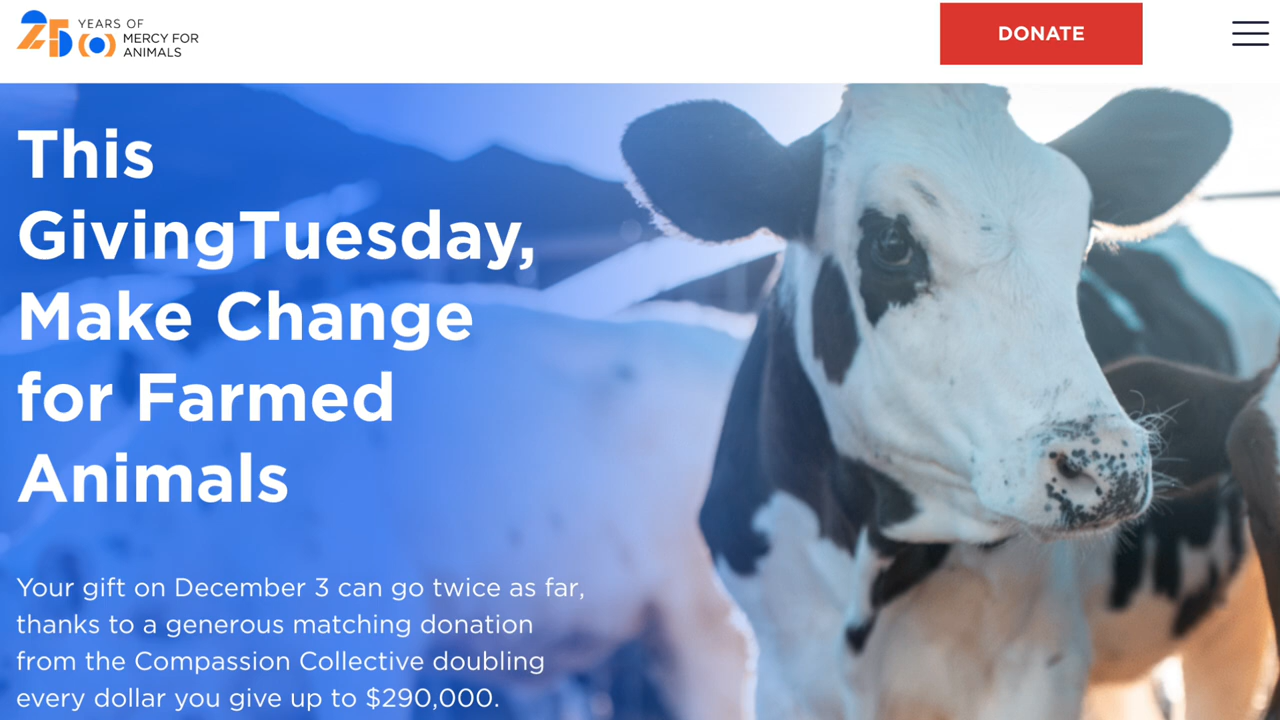 25 YEARS OF
MERCY FOR
ANIMALS
DONATE
This
GivingTuesday,
Make Change
for Farmed
Animals
Your gift on December 3 can go twice as far,
thanks to a generous matching donation
from the Compassion Collective doubling
every dollar you give up to $290,000.